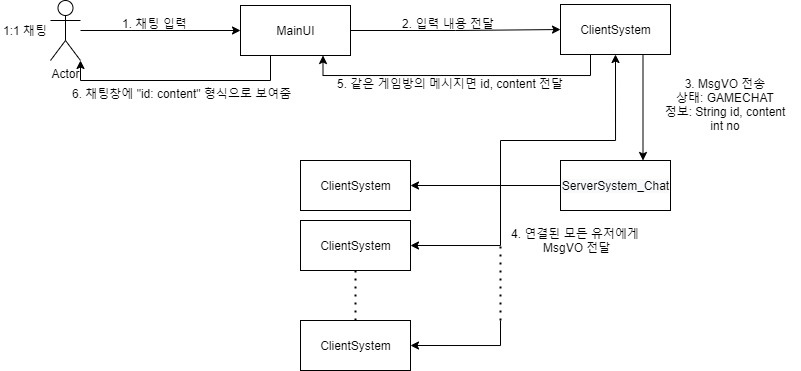 1:1 채팅
Actor
1. 채팅 입력
MainUI
2. 입력 내용 전달
ClientSystem
3. MsgVO 전송
상태: GAMECHAT
정보: String id, content
int no
5. 같은 게임방의 메시지면 id, content 전달
6. 채팅창에 "id: content" 형식으로 보여줌
ClientSystem
ServerSystem_Chat
4. 연결된 모든 유저에게
MsgVO 전달
ClientSystem
ClientSystem